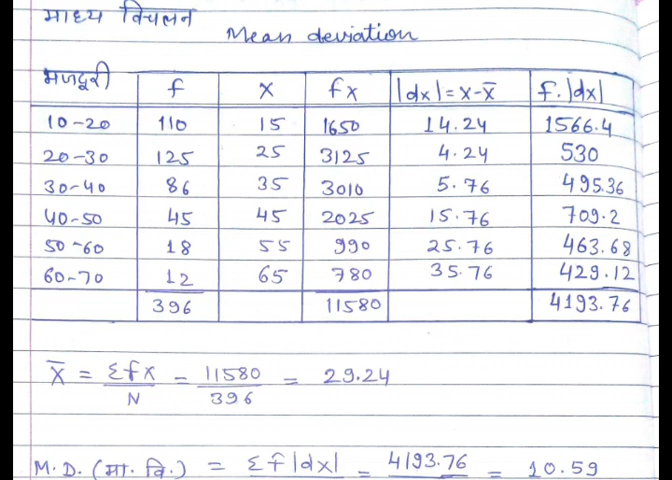 माध्य विचलन
Mean deviation
मजदूरी f x fx |dx|=x-x̄ f.|dx|
10-20 110 15 1650 14.24 1566.4
20-30 125 25 3125 4.24 530
30-40 86 35 3010 5.76 495.36
40-50 45 45 2025 15.76 709.2
50-60 18 55 990 25.76 463.68
60-70 12 65 780 35.76 429.12
396 11580 4193.76
X̄ = Σfx = 11580 = 29.24
N 396
M.D. (मा. वि.) = Σf|dx| = 4193.76 = 10.59